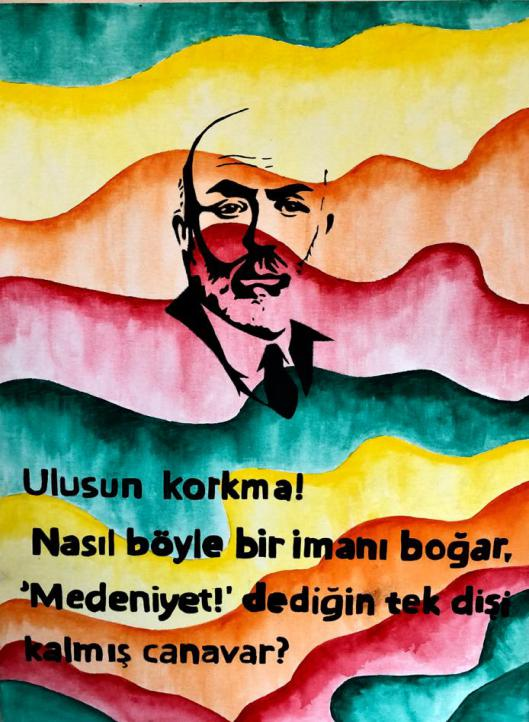 Ulusun korkma!
Nasıl böyle bir imanı boğar,
'Medeniyet!' dediğin tek dişi
kalmış canavar?